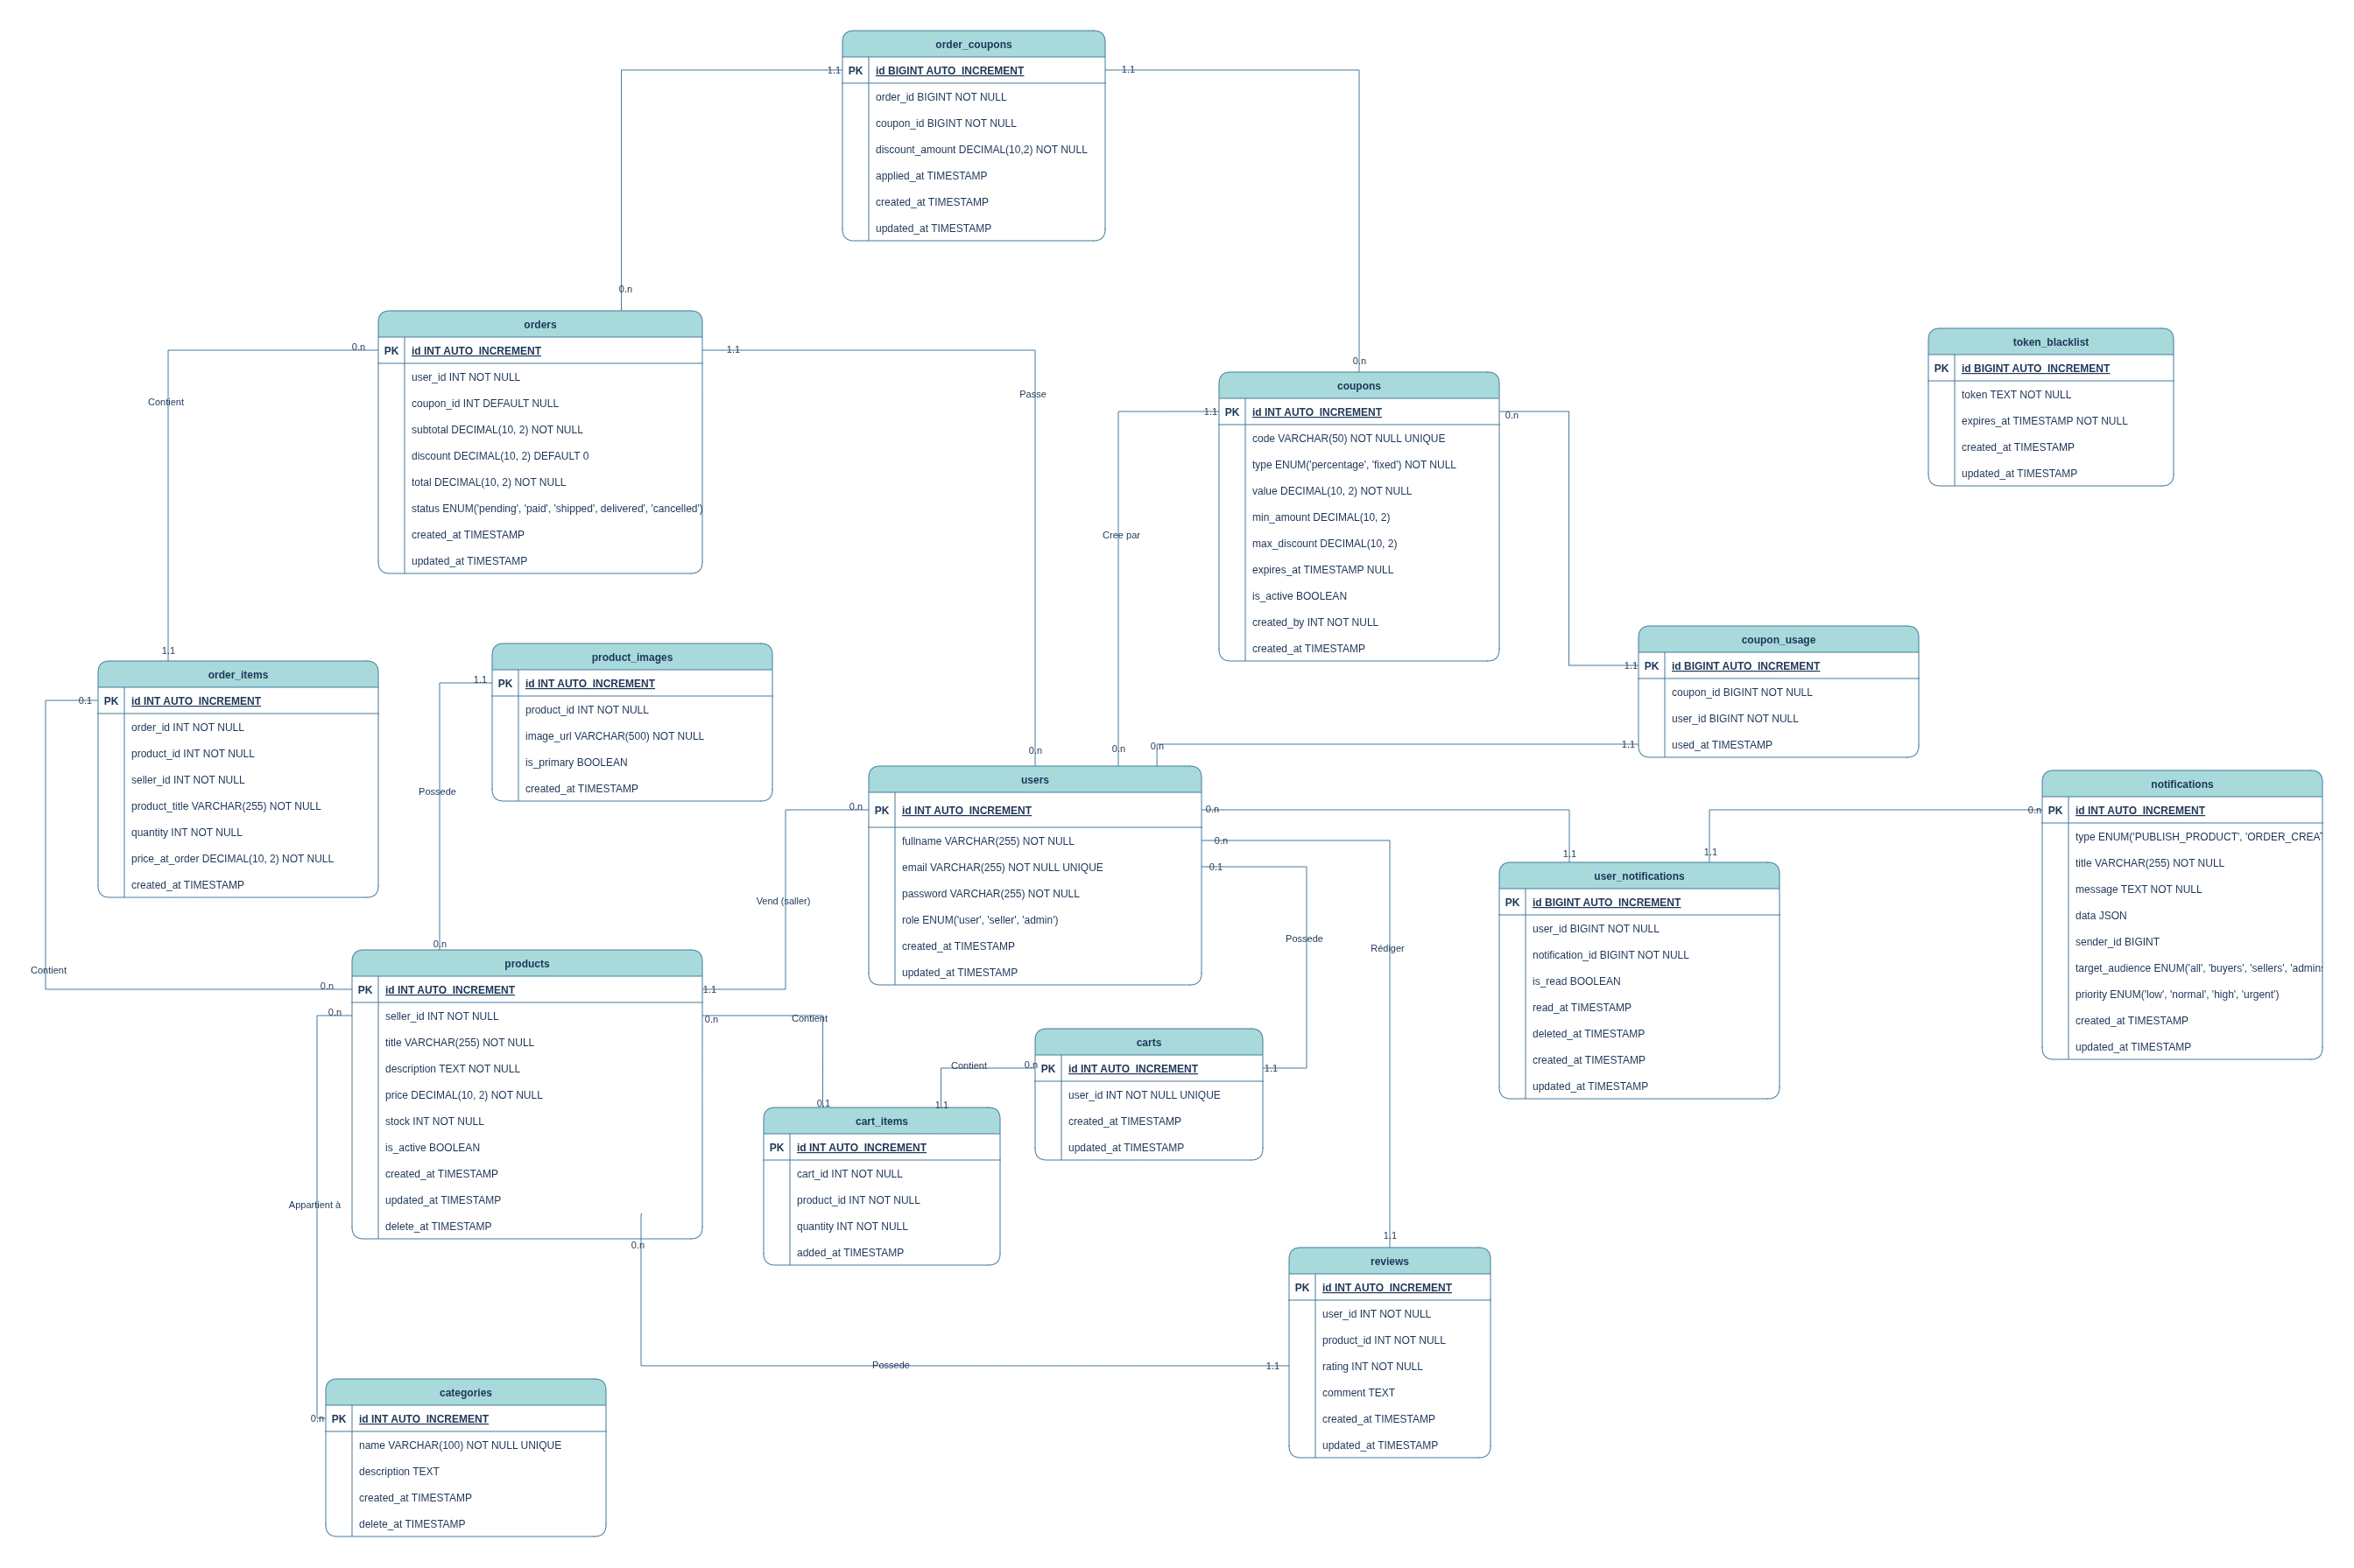 order_coupons
1.1
PK id BIGINT AUTO_INCREMENT
1.1
order_id BIGINT NOT NULL
coupon_id BIGINT NOT NULL
discount_amount DECIMAL(10,2) NOT NULL
applied_at TIMESTAMP
created_at TIMESTAMP
updated_at TIMESTAMP
0.n
orders
0.n
PK id INT AUTO_INCREMENT
1.1
user_id INT NOT NULL
coupon_id INT DEFAULT NULL
subtotal DECIMAL(10, 2) NOT NULL
discount DECIMAL(10, 2) DEFAULT 0
total DECIMAL(10, 2) NOT NULL
status ENUM('pending', 'paid', 'shipped', delivered', 'cancelled')
created_at TIMESTAMP
updated_at TIMESTAMP
Contient
Passe
0.n
coupons
1.1
PK id INT AUTO_INCREMENT
0.n
code VARCHAR(50) NOT NULL UNIQUE
type ENUM('percentage', 'fixed') NOT NULL
value DECIMAL(10, 2) NOT NULL
min_amount DECIMAL(10, 2)
max_discount DECIMAL(10, 2)
expires_at TIMESTAMP NULL
is_active BOOLEAN
created_by INT NOT NULL
created_at TIMESTAMP
Cree par
token_blacklist
PK id BIGINT AUTO_INCREMENT
token TEXT NOT NULL
expires_at TIMESTAMP NOT NULL
created_at TIMESTAMP
updated_at TIMESTAMP
1.1
order_items
0.1
PK id INT AUTO_INCREMENT
order_id INT NOT NULL
product_id INT NOT NULL
seller_id INT NOT NULL
product_title VARCHAR(255) NOT NULL
quantity INT NOT NULL
price_at_order DECIMAL(10, 2) NOT NULL
created_at TIMESTAMP
Contient
product_images
1.1
PK id INT AUTO_INCREMENT
product_id INT NOT NULL
image_url VARCHAR(500) NOT NULL
is_primary BOOLEAN
created_at TIMESTAMP
Possede
0.n
coupon_usage
1.1
PK id BIGINT AUTO_INCREMENT
coupon_id BIGINT NOT NULL
user_id BIGINT NOT NULL
1.1
used_at TIMESTAMP
0.n
0.n
0.n
users
0.n
PK id INT AUTO_INCREMENT
0.n
fullname VARCHAR(255) NOT NULL
0.n
email VARCHAR(255) NOT NULL UNIQUE
0.1
password VARCHAR(255) NOT NULL
role ENUM('user', 'seller', 'admin')
created_at TIMESTAMP
updated_at TIMESTAMP
Vend (saller)
Possede
Rédiger
notifications
0.n
PK id INT AUTO_INCREMENT
type ENUM('PUBLISH_PRODUCT', 'ORDER_CREAT
title VARCHAR(255) NOT NULL
message TEXT NOT NULL
data JSON
sender_id BIGINT
target_audience ENUM('all', 'buyers', 'sellers', 'admins
priority ENUM('low', 'normal', 'high', 'urgent')
created_at TIMESTAMP
updated_at TIMESTAMP
1.1
1.1
user_notifications
PK id BIGINT AUTO_INCREMENT
user_id BIGINT NOT NULL
notification_id BIGINT NOT NULL
is_read BOOLEAN
read_at TIMESTAMP
deleted_at TIMESTAMP
created_at TIMESTAMP
updated_at TIMESTAMP
products
0.n
PK id INT AUTO_INCREMENT
1.1
0.n
seller_id INT NOT NULL
0.n
title VARCHAR(255) NOT NULL
description TEXT NOT NULL
price DECIMAL(10, 2) NOT NULL
stock INT NOT NULL
is_active BOOLEAN
created_at TIMESTAMP
updated_at TIMESTAMP
delete_at TIMESTAMP
0.n
Appartient à
Contient
Contient
carts
0.n
PK id INT AUTO_INCREMENT
1.1
user_id INT NOT NULL UNIQUE
created_at TIMESTAMP
updated_at TIMESTAMP
0.1
1.1
cart_items
PK id INT AUTO_INCREMENT
cart_id INT NOT NULL
product_id INT NOT NULL
quantity INT NOT NULL
added_at TIMESTAMP
1.1
reviews
PK id INT AUTO_INCREMENT
user_id INT NOT NULL
product_id INT NOT NULL
1.1
rating INT NOT NULL
comment TEXT
created_at TIMESTAMP
updated_at TIMESTAMP
Possede
categories
0.n
PK id INT AUTO_INCREMENT
name VARCHAR(100) NOT NULL UNIQUE
description TEXT
created_at TIMESTAMP
delete_at TIMESTAMP